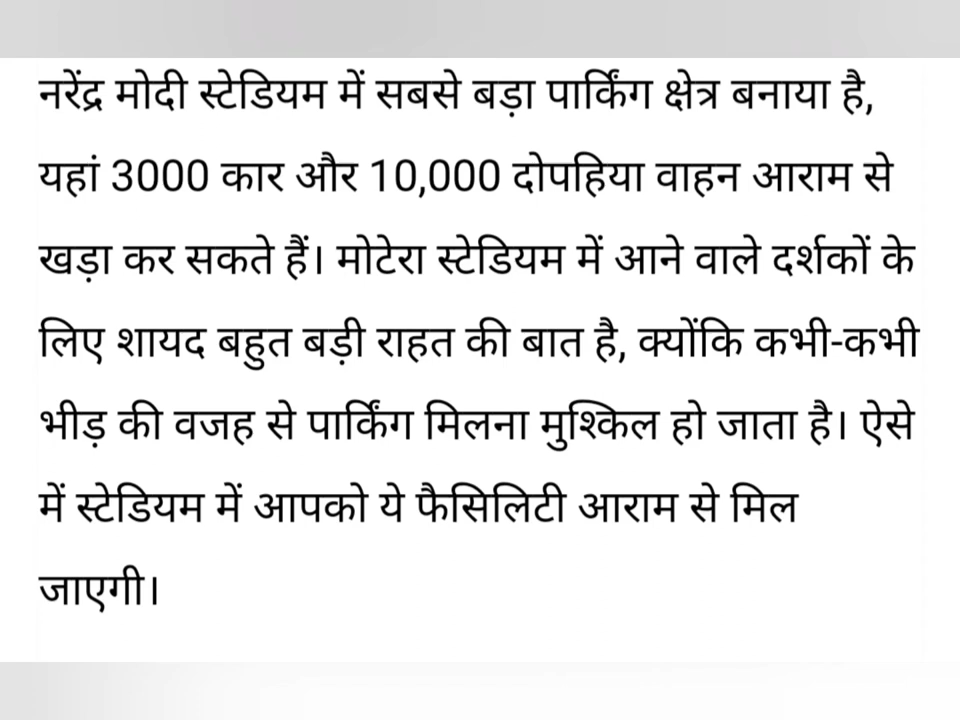 नरेंद्र मोदी स्टेडियम में सबसे बड़ा पार्किंग क्षेत्र बनाया है,
यहां 3000 कार और 10,000 दोपहिया वाहन आराम से
खड़ा कर सकते हैं। मोटेरा स्टेडियम में आने वाले दर्शकों के
लिए शायद बहुत बड़ी राहत की बात है, क्योंकि कभी-कभी
भीड़ की वजह से पार्किंग मिलना मुश्किल हो जाता है। ऐसे
में स्टेडियम में आपको ये फैसिलिटी आराम से मिल
जाएगी।